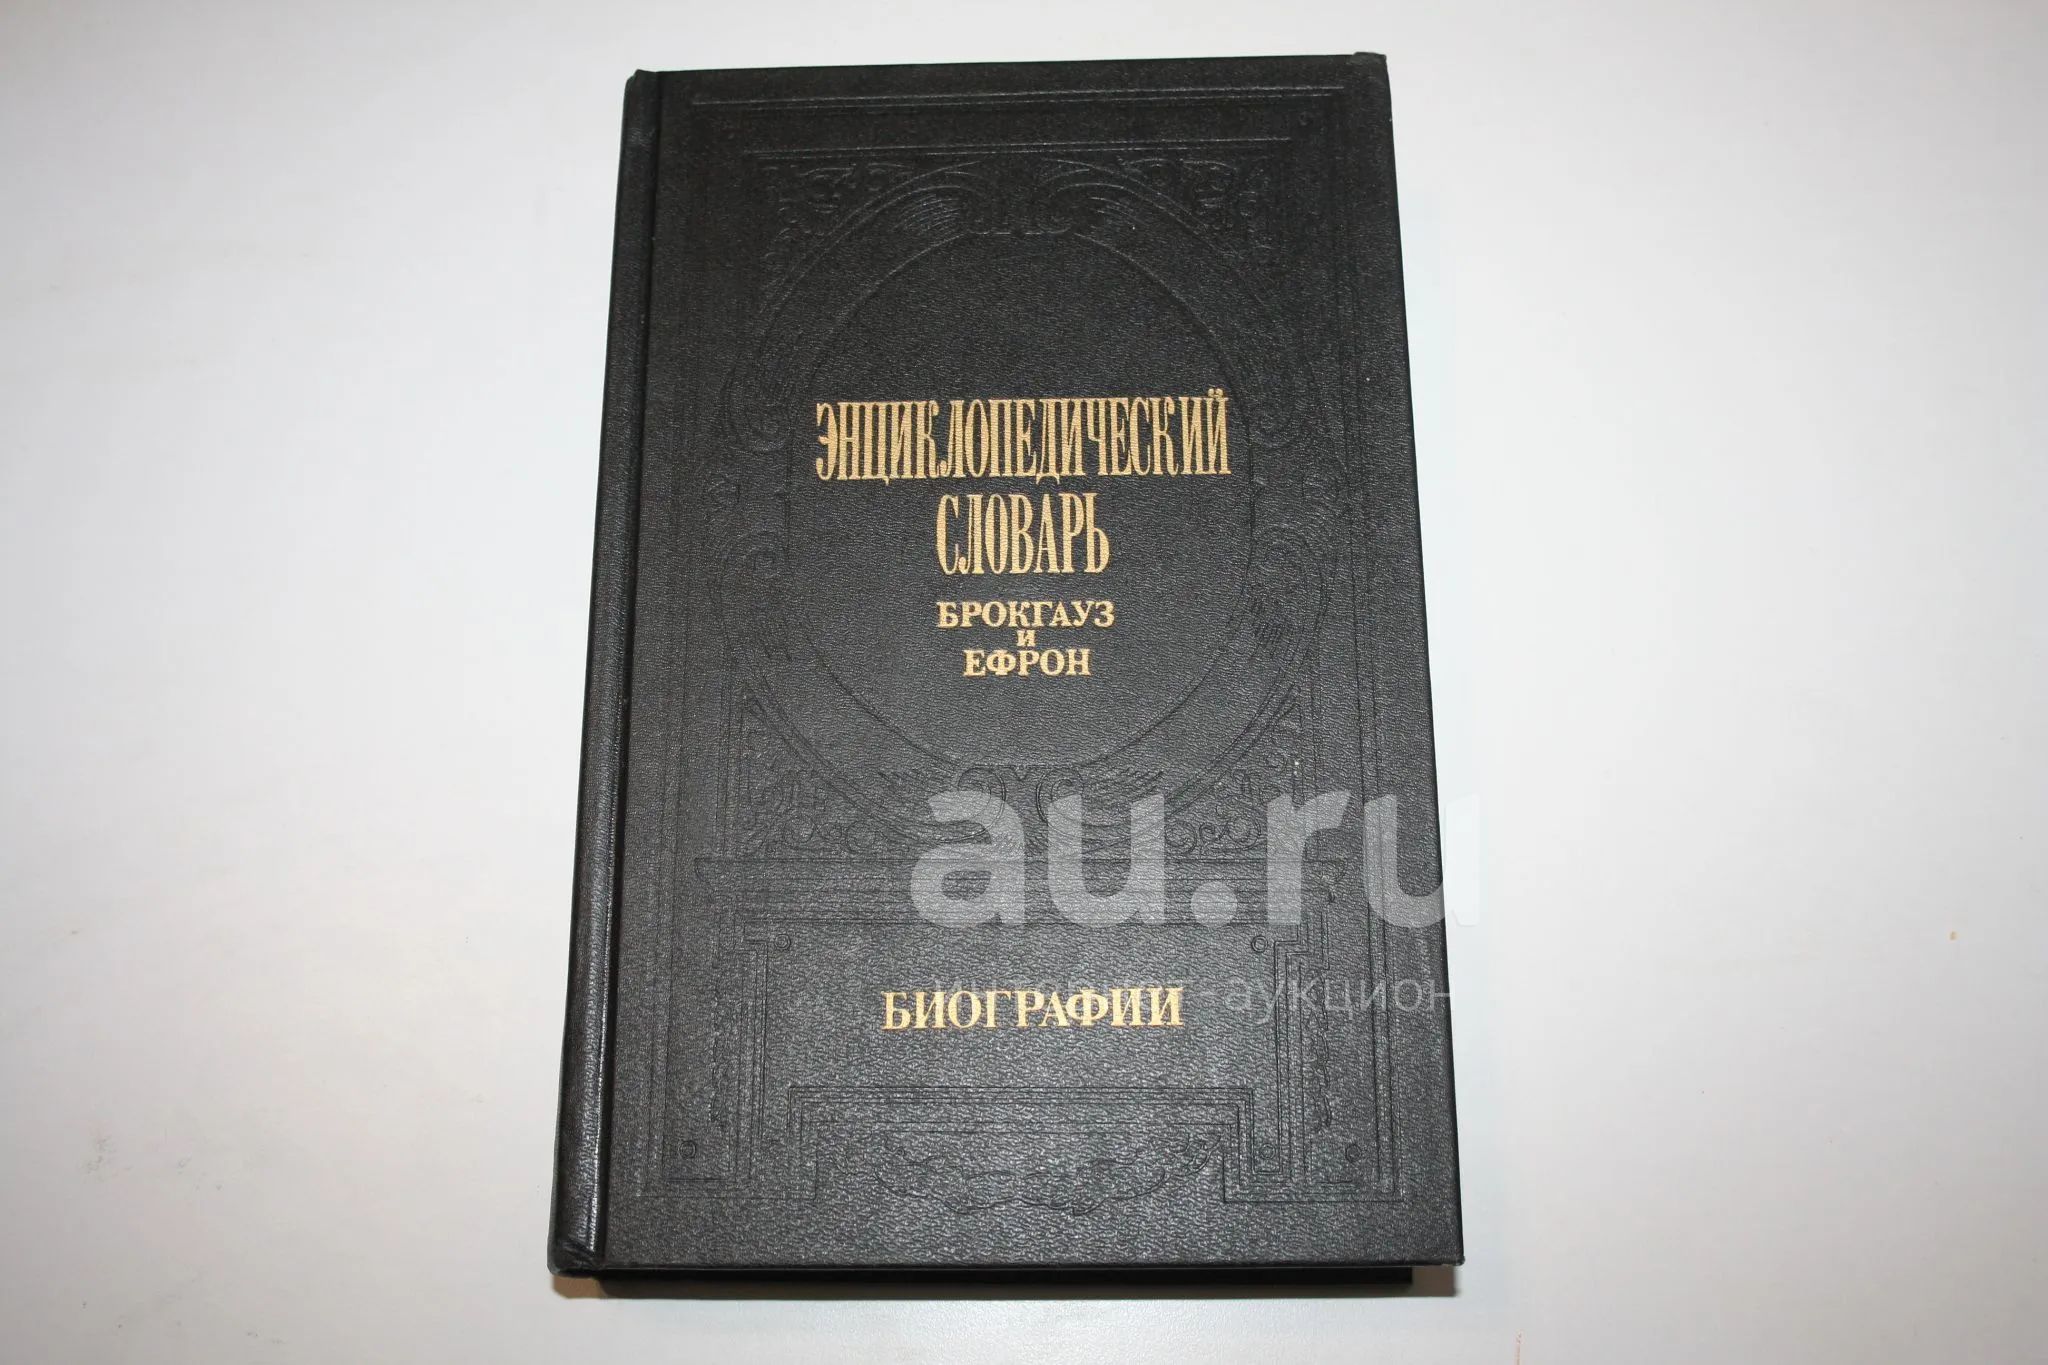 ЭНЦИКЛОПЕДИЧЕСКИЙ
СЛОВАРЬ
БРОКГАУЗ
И
ЕФРОН
au.ru
аукцион
БИОГРАФИИ